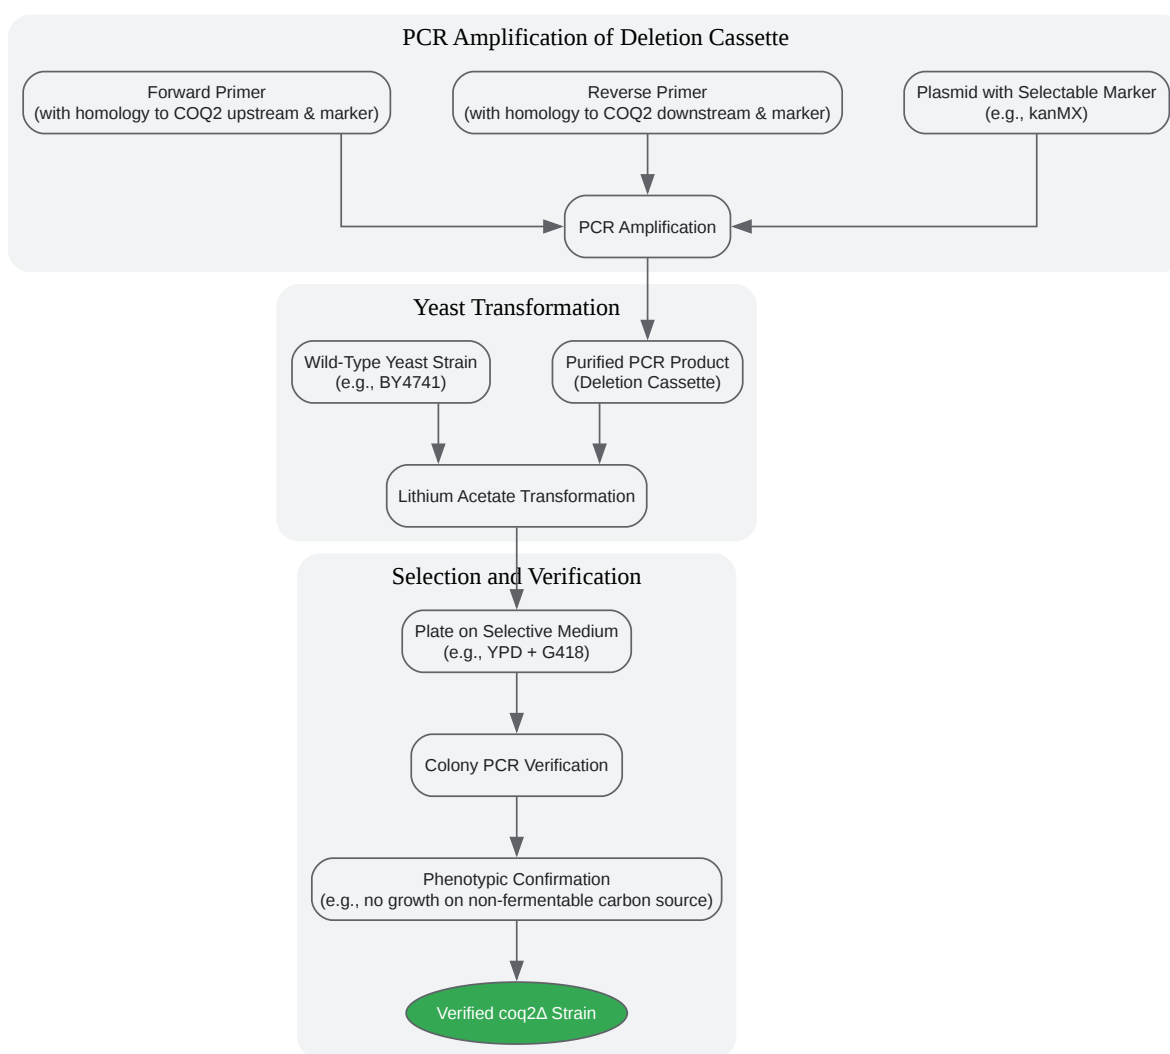 PCR Amplification of Deletion Cassette
Forward Primer
(with homology to COQ2 upstream & marker)
Reverse Primer
(with homology to COQ2 downstream & marker)
Plasmid with Selectable Marker
(e.g., kanMX)
PCR Amplification
Yeast Transformation
Wild-Type Yeast Strain
(e.g., BY4741)
Purified PCR Product
(Deletion Cassette)
Lithium Acetate Transformation
Selection and Verification
Plate on Selective Medium
(e.g., YPD + G418)
Colony PCR Verification
Phenotypic Confirmation
(e.g., no growth on non-fermentable carbon source)
Verified coq2Δ Strain